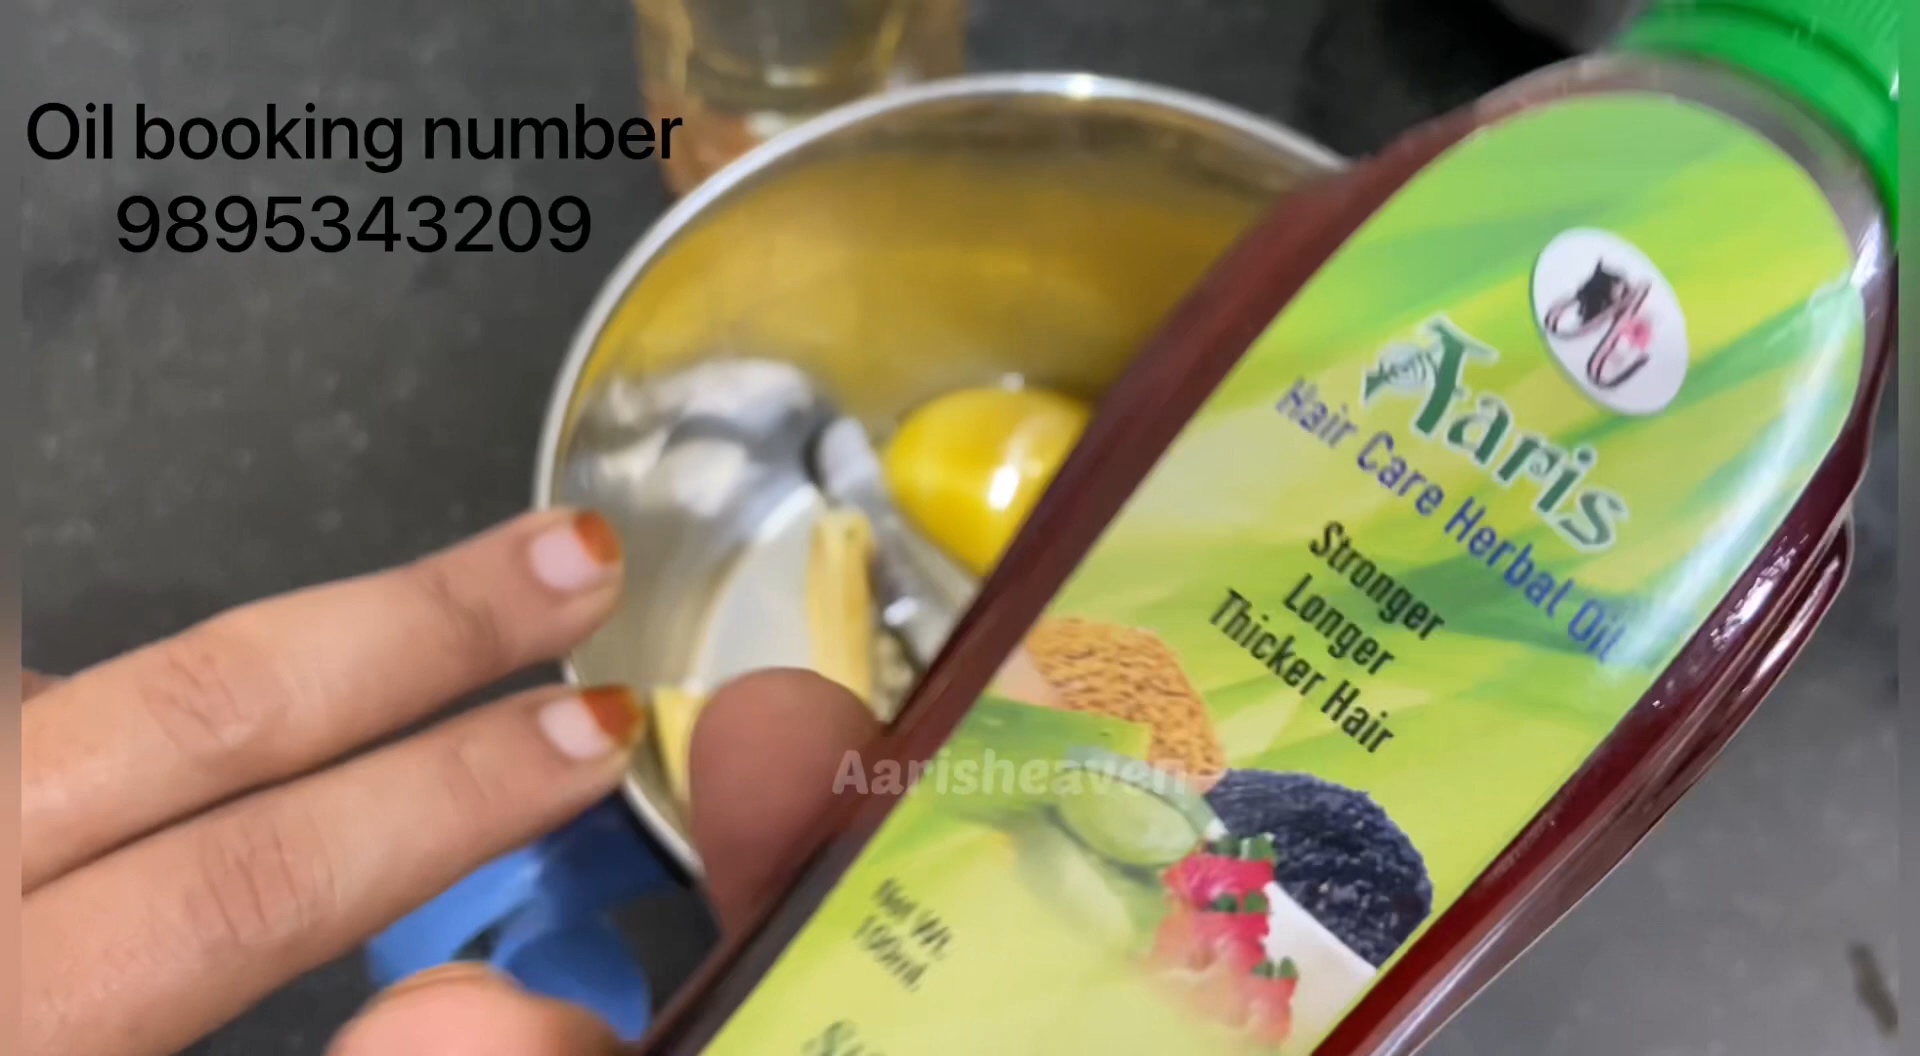 Oil booking number
9895343209
Aaris
Hair Care Herbal Oil
Stronger
Longer
Thicker Hair
Aarisheaven
Net Wt.
100ml.